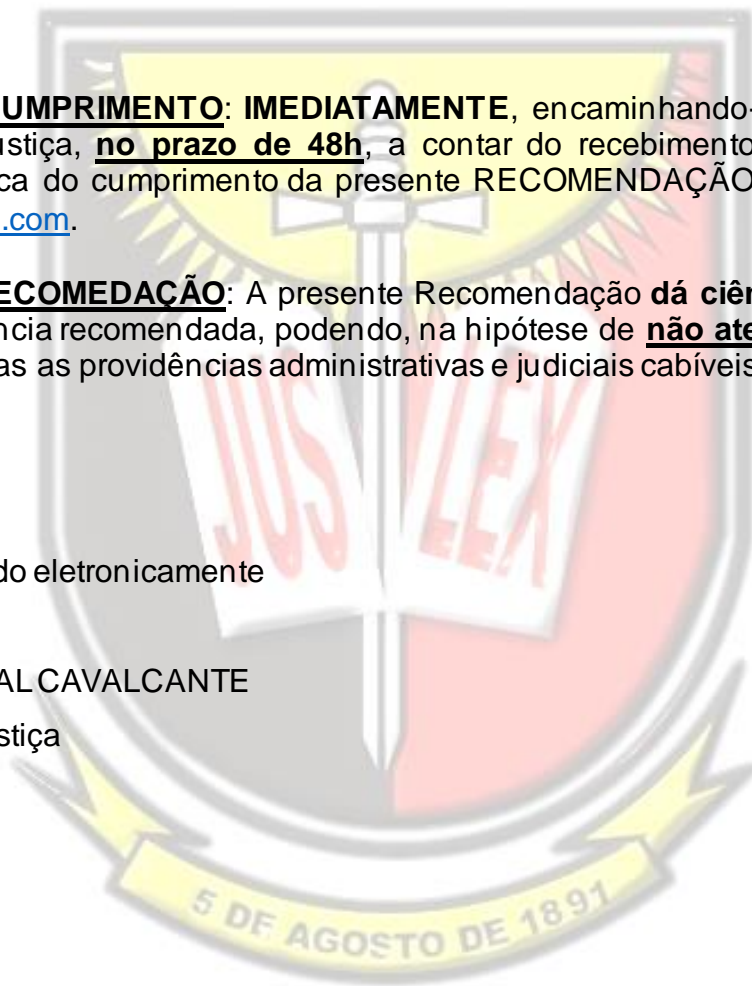 UMPRIMENTO: IMEDIATAMENTE, encaminhando-
ustiça, no prazo de 48h, a contar do recebimento
ca do cumprimento da presente RECOMENDAÇÃO
.com.
ECOMEDAÇÃO: A presente Recomendação dá ciên
ncia recomendada, podendo, na hipótese de não ate
as as providências administrativas e judiciais cabíveis
do eletronicamente
AL CAVALCANTE
stiça
JUS LEX
5 DE AGOSTO DE 1891